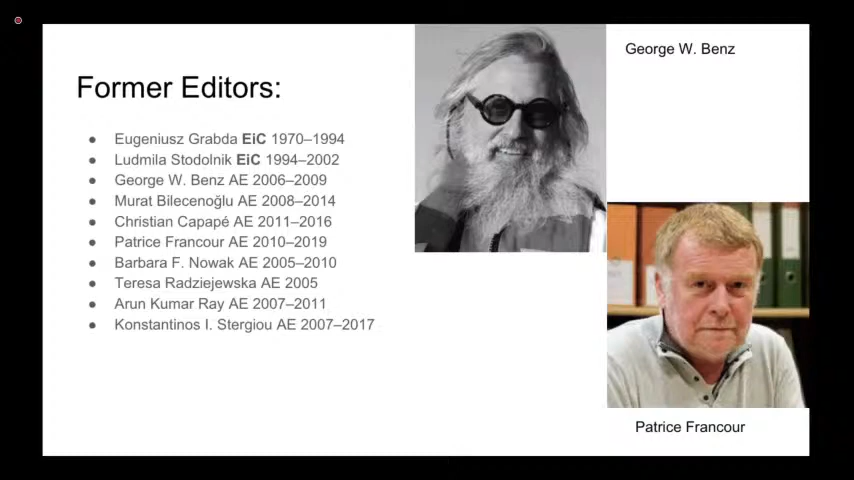 Former Editors:
Eugeniusz Grabda EiC 1970–1994
Ludmila Stodolnik EiC 1994–2002
George W. Benz AE 2006–2009
Murat Bilecenoğlu AE 2008–2014
Christian Capapé AE 2011–2016
Patrice Francour AE 2010–2019
Barbara F. Nowak AE 2005–2010
Teresa Radziejewska AE 2005
Arun Kumar Ray AE 2007–2011
Konstantinos I. Stergiou AE 2007–2017
George W. Benz
Patrice Francour